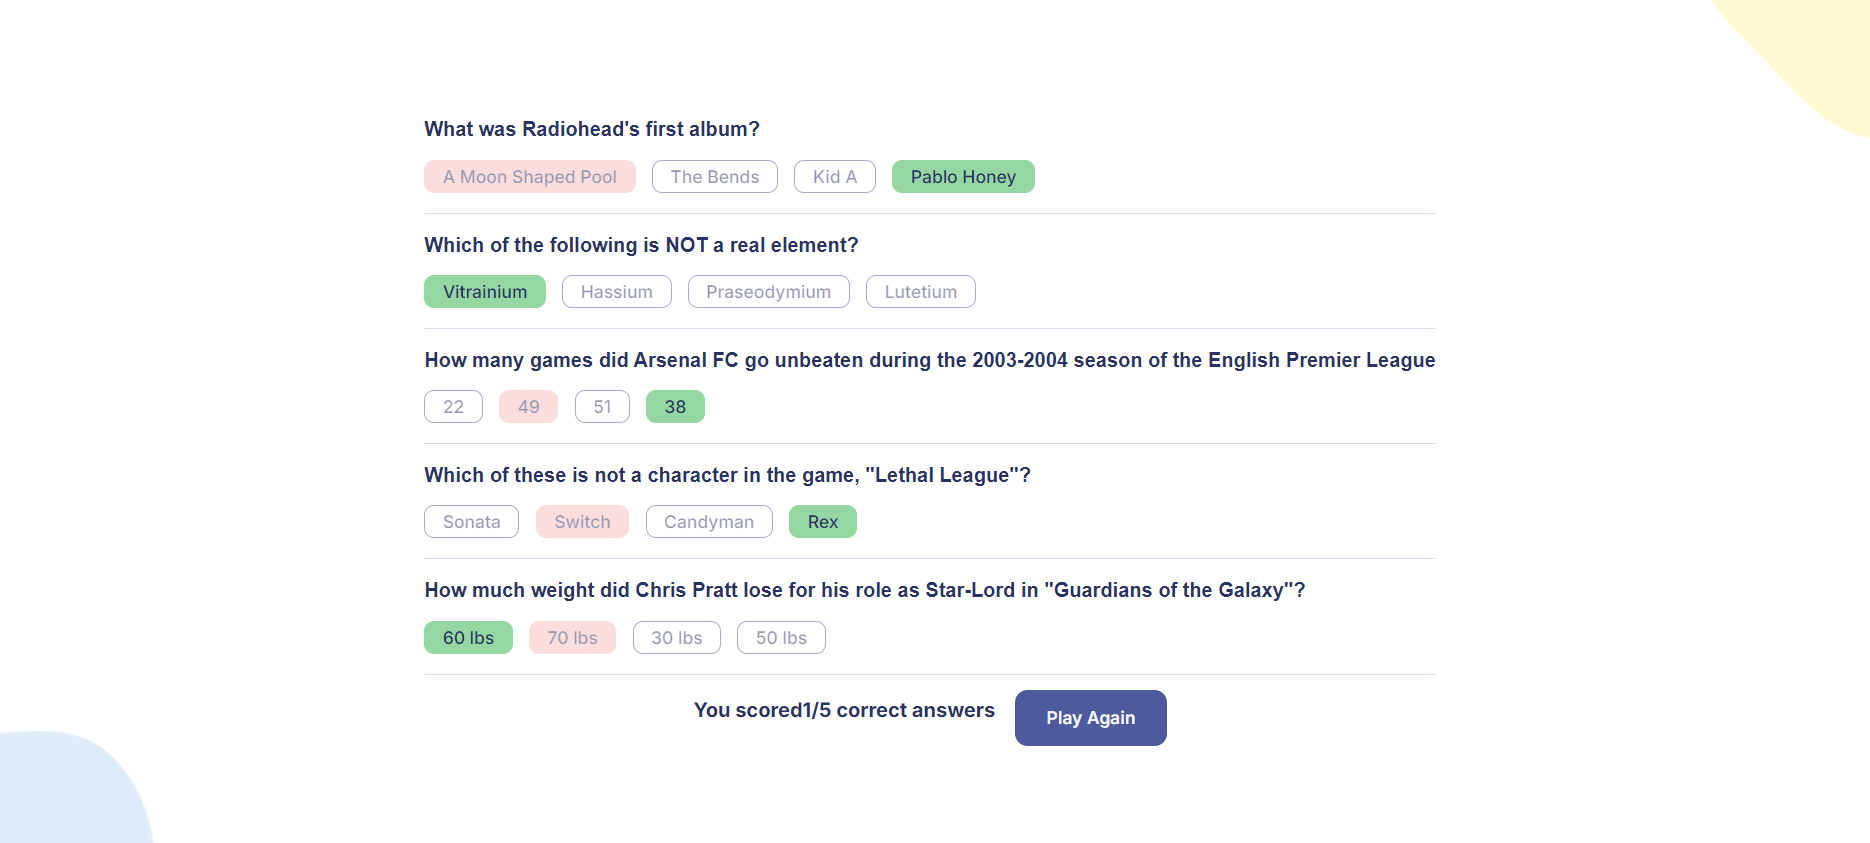 What was Radiohead's first album?
A Moon Shaped Pool The Bends Kid A Pablo Honey
Which of the following is NOT a real element?
Vitrainium Hassium Praseodymium Lutetium
How many games did Arsenal FC go unbeaten during the 2003-2004 season of the English Premier League
22 49 51 38
Which of these is not a character in the game, "Lethal League"?
Sonata Switch Candyman Rex
How much weight did Chris Pratt lose for his role as Star-Lord in "Guardians of the Galaxy"?
60 lbs 70 lbs 30 lbs 50 lbs
You scored1/5 correct answers Play Again